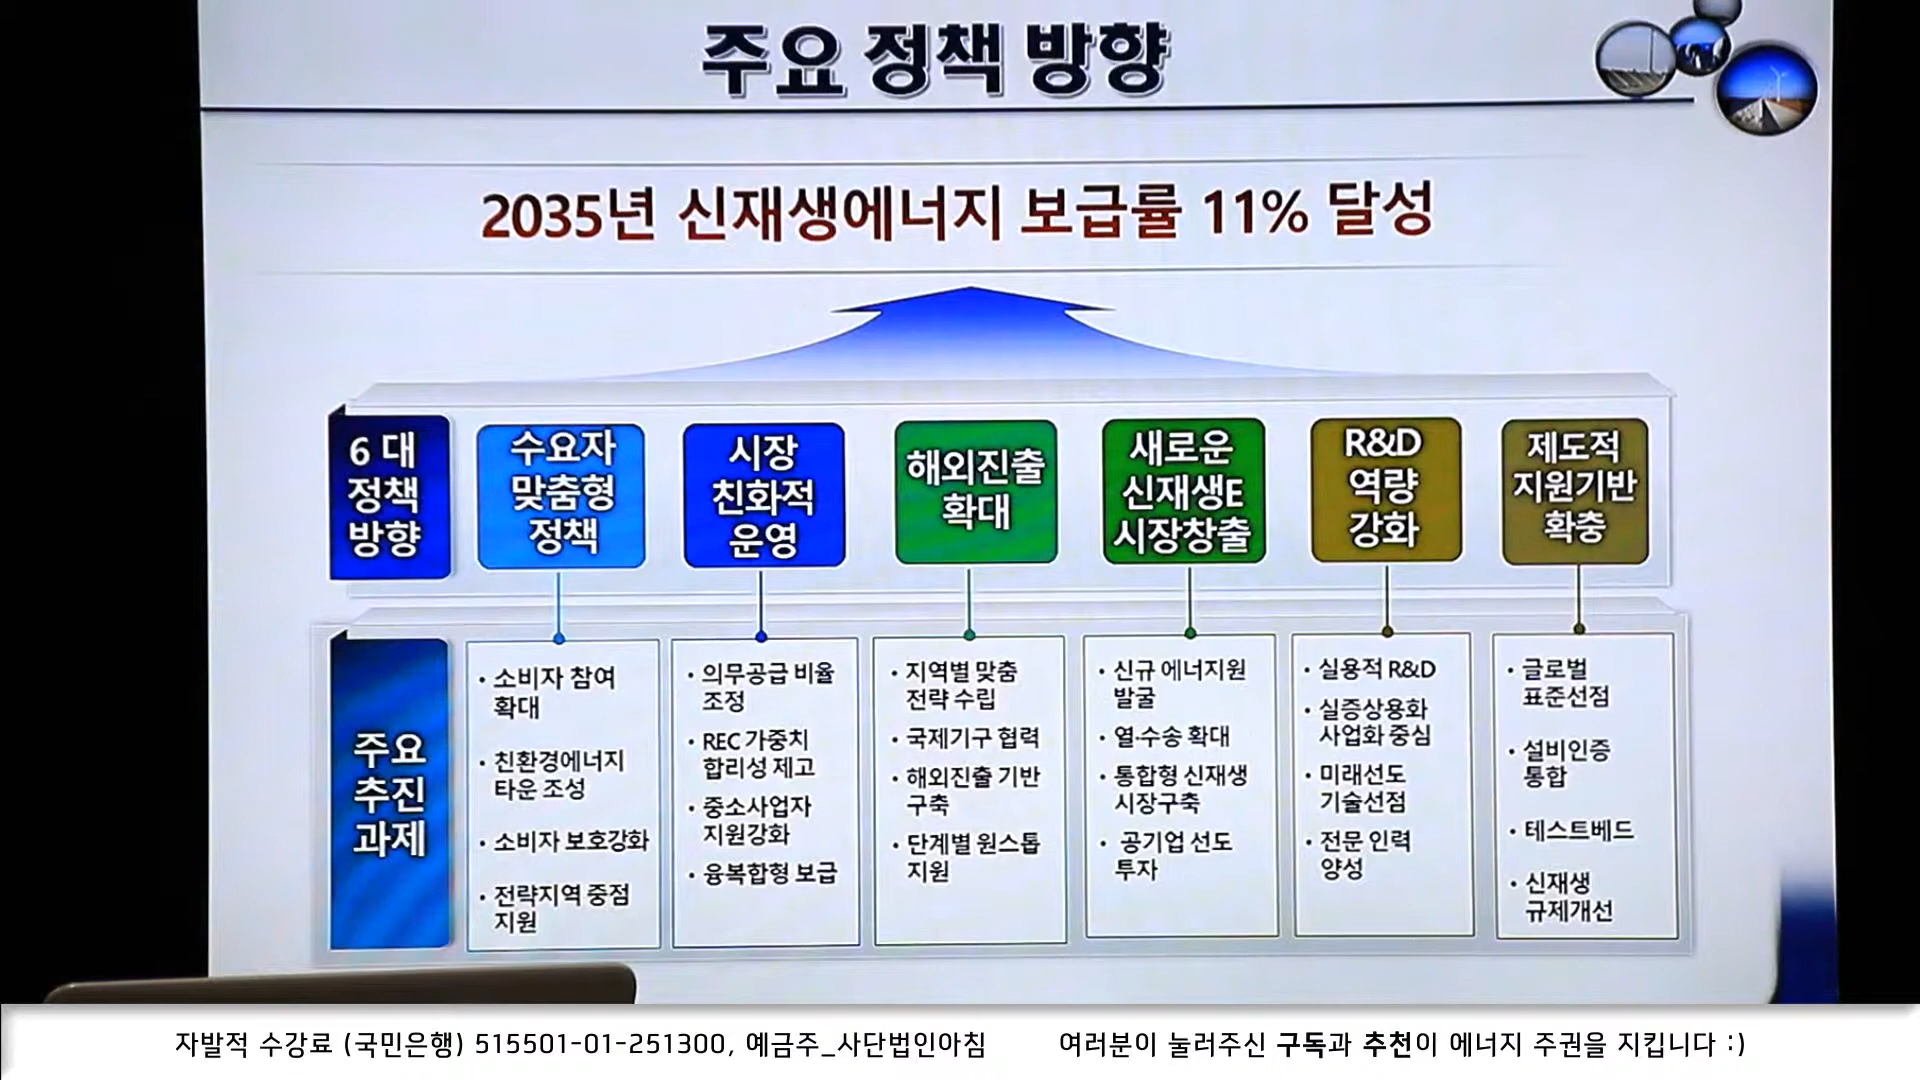 주요 정책 방향
2035년 신재생에너지 보급률 11% 달성
6 대
정책
방향
수요자
맞춤형
정책
시장
친화적
운영
해외진출
확대
새로운
신재생E
시장창출
R&D
역량
강화
제도적
지원기반
확충
주요
추진
과제
• 소비자 참여
확대
• 친환경에너지
타운 조성
• 소비자 보호강화
• 전략지역 중점
지원
• 의무공급 비율
조정
• REC 가중치
합리성 제고
• 중소사업자
지원강화
• 융복합형 보급
• 지역별 맞춤
전략 수립
• 국제기구 협력
• 해외진출 기반
구축
• 단계별 원스톱
지원
• 신규 에너지원
발굴
• 열·수송 확대
• 통합형 신재생
시장구축
• 공기업 선도
투자
• 실용적 R&D
• 실증상용화
사업화 중심
• 미래선도
기술선점
• 전문 인력
양성
• 글로벌
표준선점
• 설비인증
통합
• 테스트베드
• 신재생
규제개선
자발적 수강료 (국민은행) 515501-01-251300, 예금주_사단법인아침
여러분이 눌러주신 구독과 추천이 에너지 주권을 지킵니다 :)